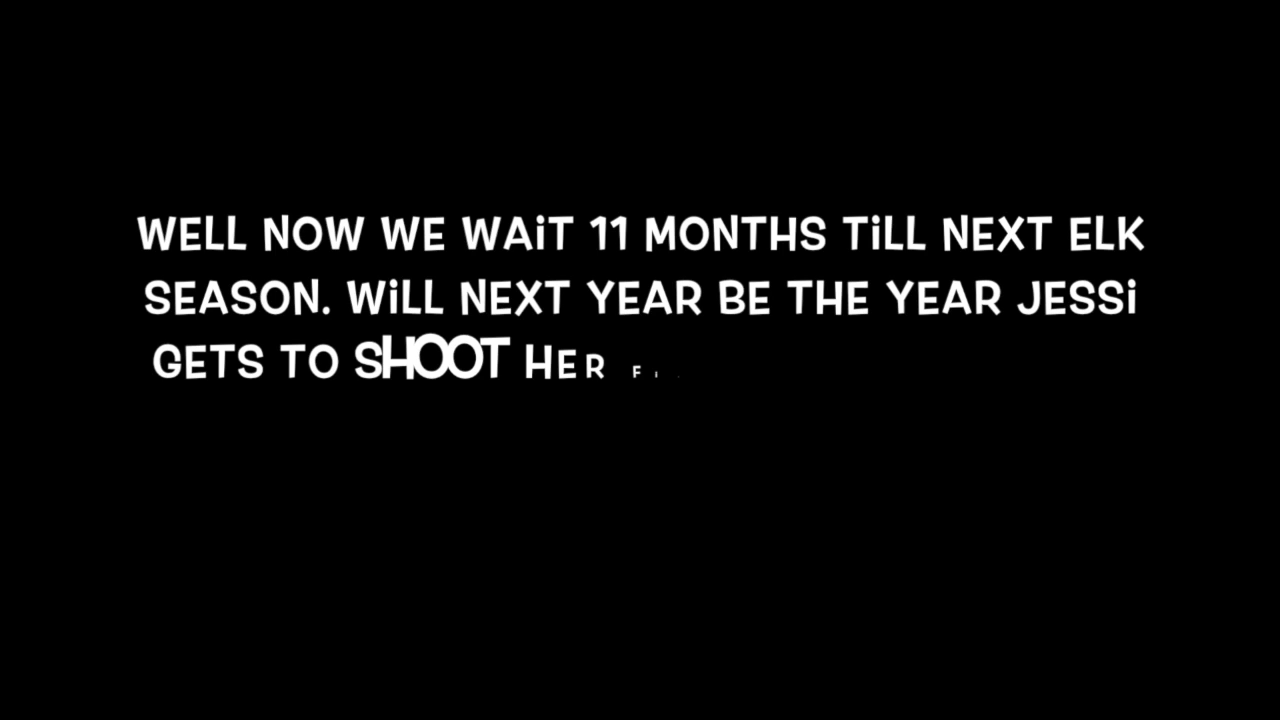 WELL NOW WE WAiT 11 MONTHS TiLL NEXT ELK
SEASON. WiLL NEXT YEAR BE THE YEAR JESSi
GETS TO SHOOT HER